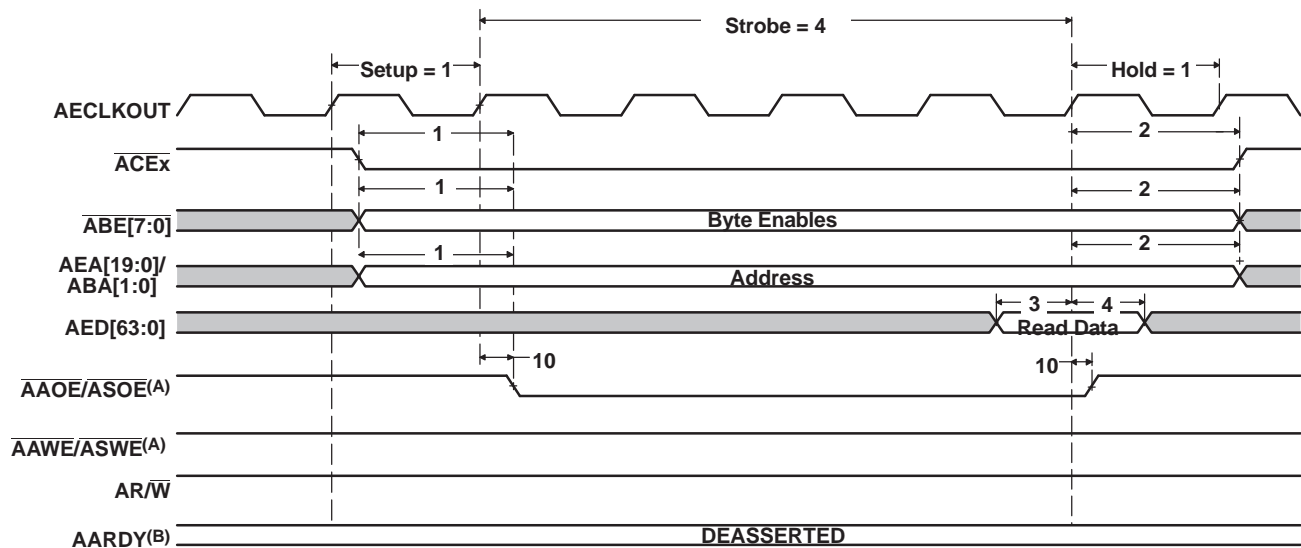 Strobe = 4
Setup = 1
Hold = 1
AECLKOUT
1
2
ACEx
1
2
ABE[7:0]
Byte Enables
1
2
AEA[19:0]/
ABA[1:0]
Address
3
4
AED[63:0]
Read Data
10
10
AAOE/ASOE(A)
AAWE/ASWE(A)
AR/W
AARDY(B)
DEASSERTED